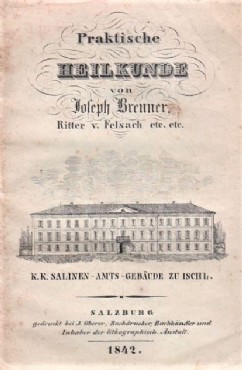 Praktische
HEILKUNDE
von
Joseph Brenner,
Ritter v. Felsach etc. etc.
K. K. SALINEN-AMTS-GEBÄUDE ZU ISCHL.
SALZBURG
gedruckt bei J. Oberer, Buchdrucker, Buchhändler und
Inhaber der lithographisch. Anstalt.
1842.